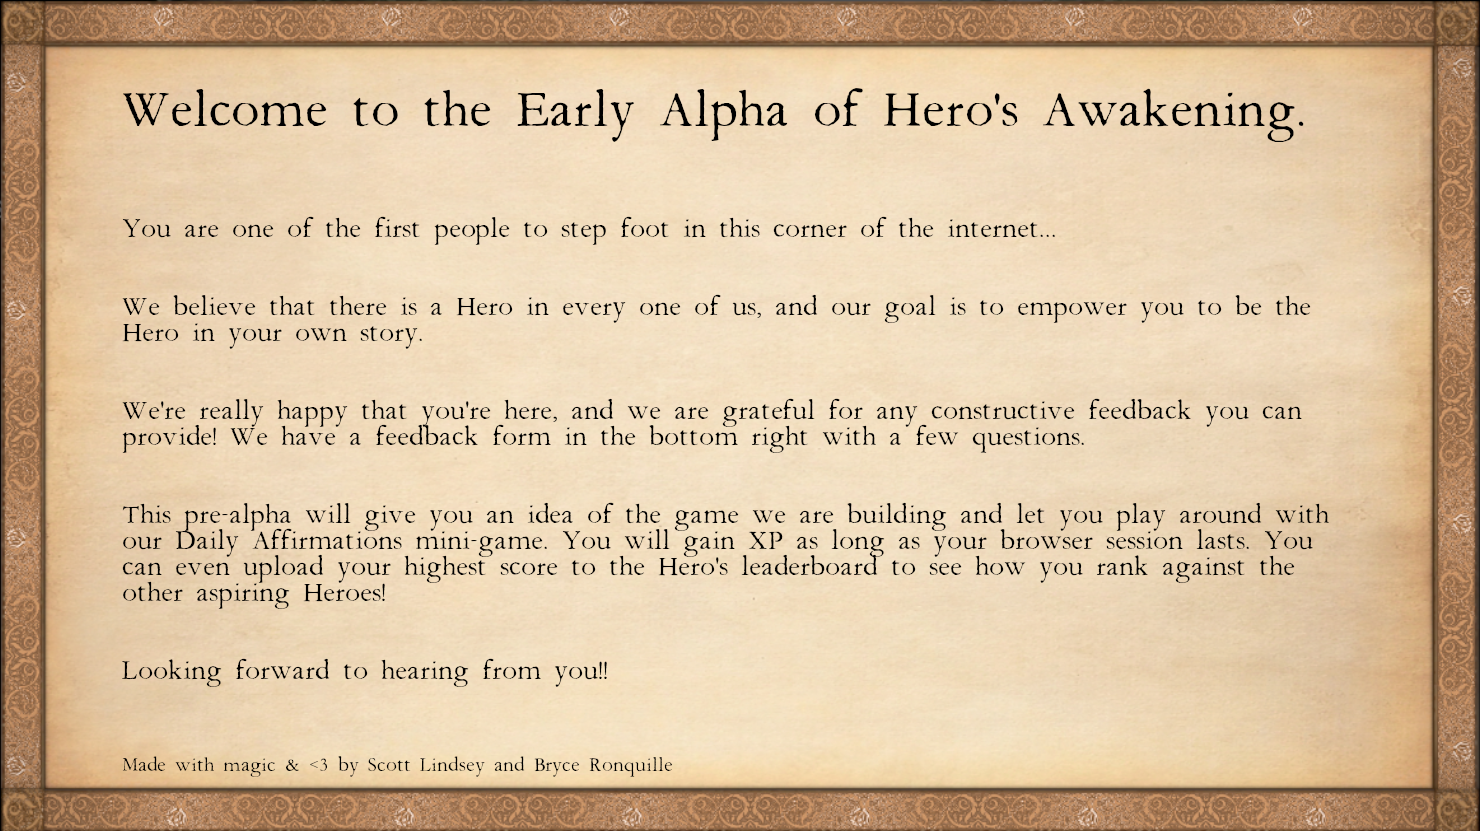 Welcome to the Early Alpha of Hero's Awakening.
You are one of the first people to step foot in this corner of the internet...
We believe that there is a Hero in every one of us, and our goal is to empower you to be the
Hero in your own story.
We're really happy that you're here, and we are grateful for any constructive feedback you can
provide! We have a feedback form in the bottom right with a few questions.
This pre-alpha will give you an idea of the game we are building and let you play around with
our Daily Affirmations mini-game. You will gain XP as long as your browser session lasts. You
can even upload your highest score to the Hero's leaderboard to see how you rank against the
other aspiring Heroes!
Looking forward to hearing from you!!
Made with magic & <3 by Scott Lindsey and Bryce Ronquille